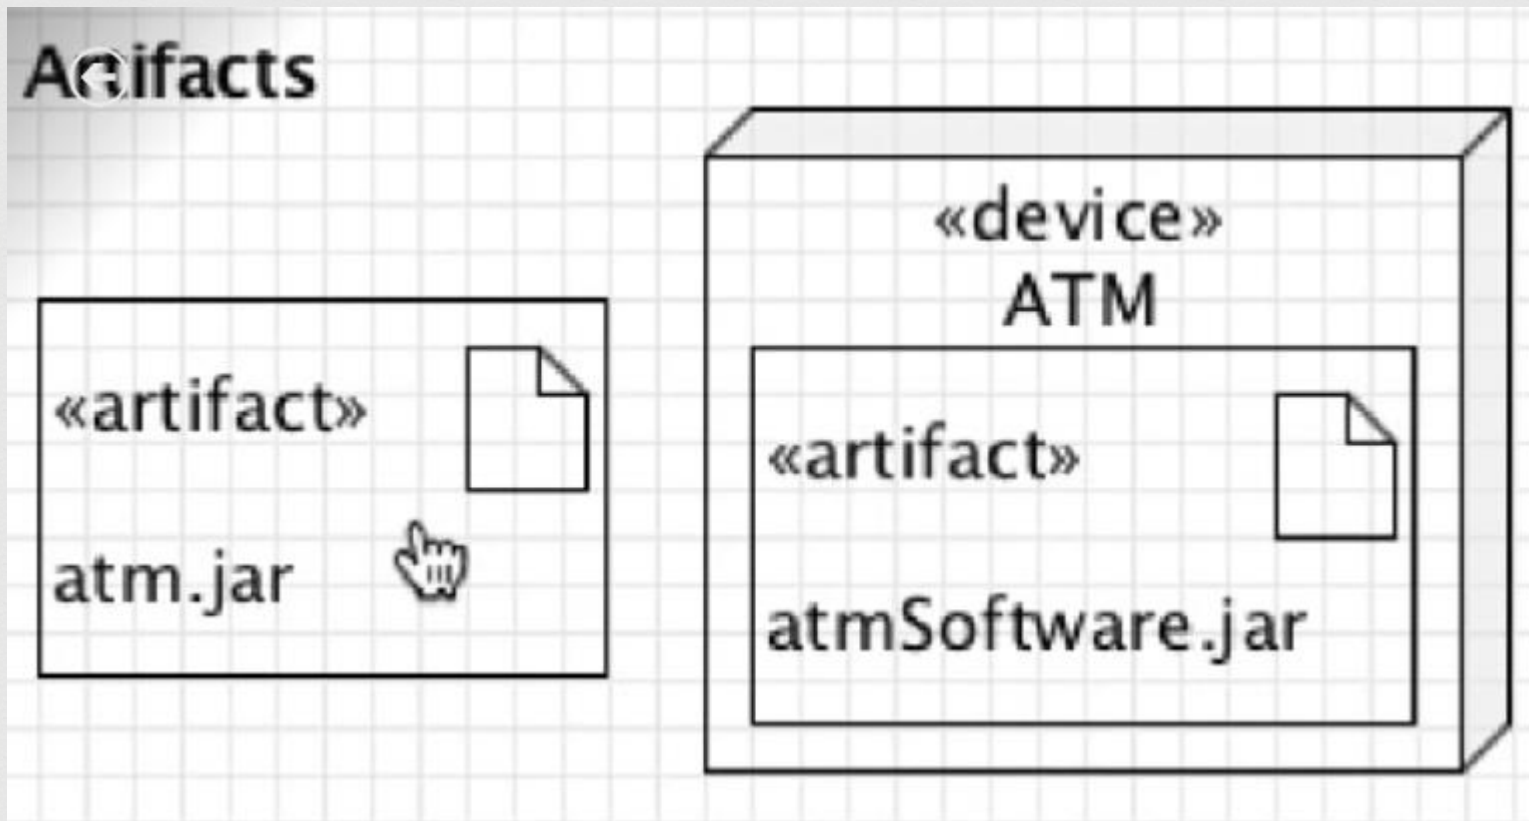 Artifacts
«device»
ATM
«artifact»
atm.jar
«artifact»
atmSoftware.jar